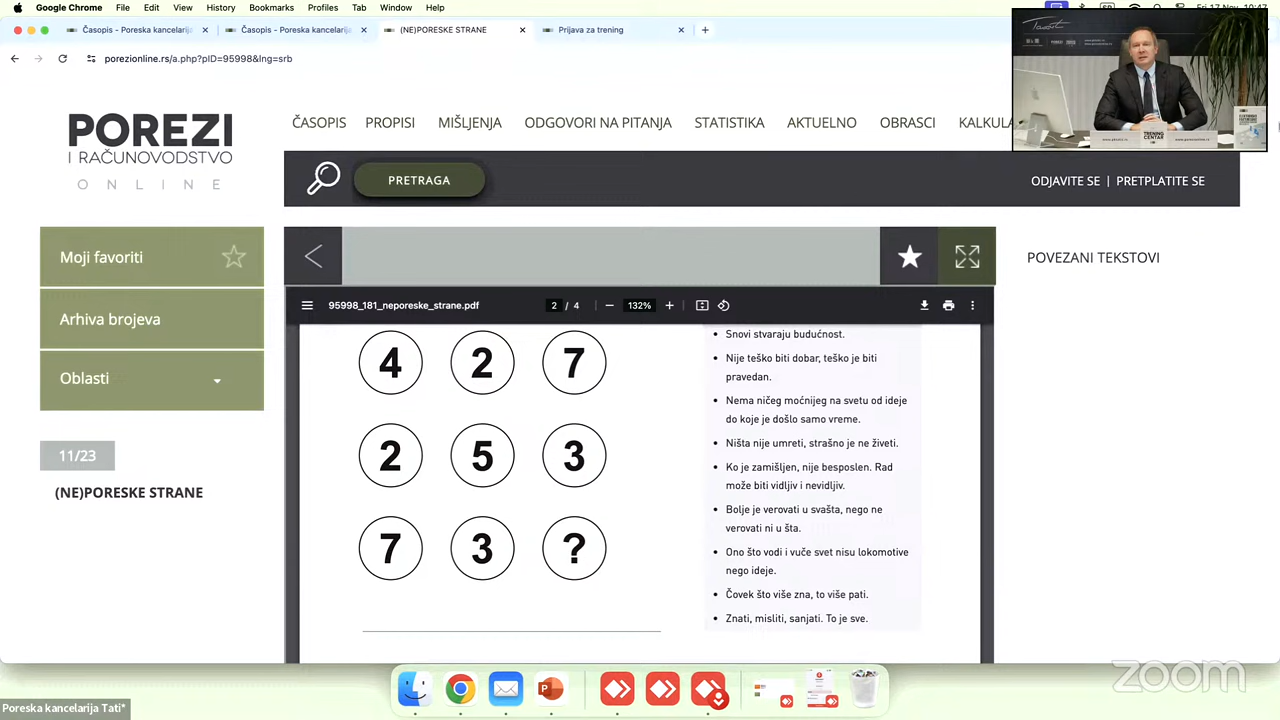 Google Chrome File Edit View History Bookmarks Profiles Tab Window Help
Časopis - Poreska kancelarija
Časopis - Poreska kancelarija
(NE)PORESKE STRANE
Prijava za trening
porezionline.rs/a.php?pID=95998&lng=srb
POREZI
I RAČUNOVODSTVO
ONLINE
ČASOPIS PROPISI MIŠLJENJA ODGOVORI NA PITANJA STATISTIKA AKTUELNO OBRASCI KALKULA
PRETRAGA
ODJAVITE SE | PRETPLATITE SE
Moji favoriti
Arhiva brojeva
Oblasti
11/23
(NE)PORESKE STRANE
POVEZANI TEKSTOVI
95998_181_neporeske_strane.pdf 2 / 4 132%
4 2 7
2 5 3
7 3 ?
Snovi stvaraju budućnost.
Nije teško biti dobar, teško je biti
pravedan.
Nema ničeg moćnijeg na svetu od ideje
do koje je došlo samo vreme.
Ništa nije umreti, strašno je ne živeti.
Ko je zamišljen, nije besposlen. Rad
može biti vidljiv i nevidljiv.
Bolje je verovati u svašta, nego ne
verovati ni u šta.
Ono što vodi i vuče svet nisu lokomotive
nego ideje.
Čovek što više zna, to više pati.
Znati, misliti, sanjati. To je sve.
TRENING
CENTAR
zoom
Poreska kancelarija Tati*